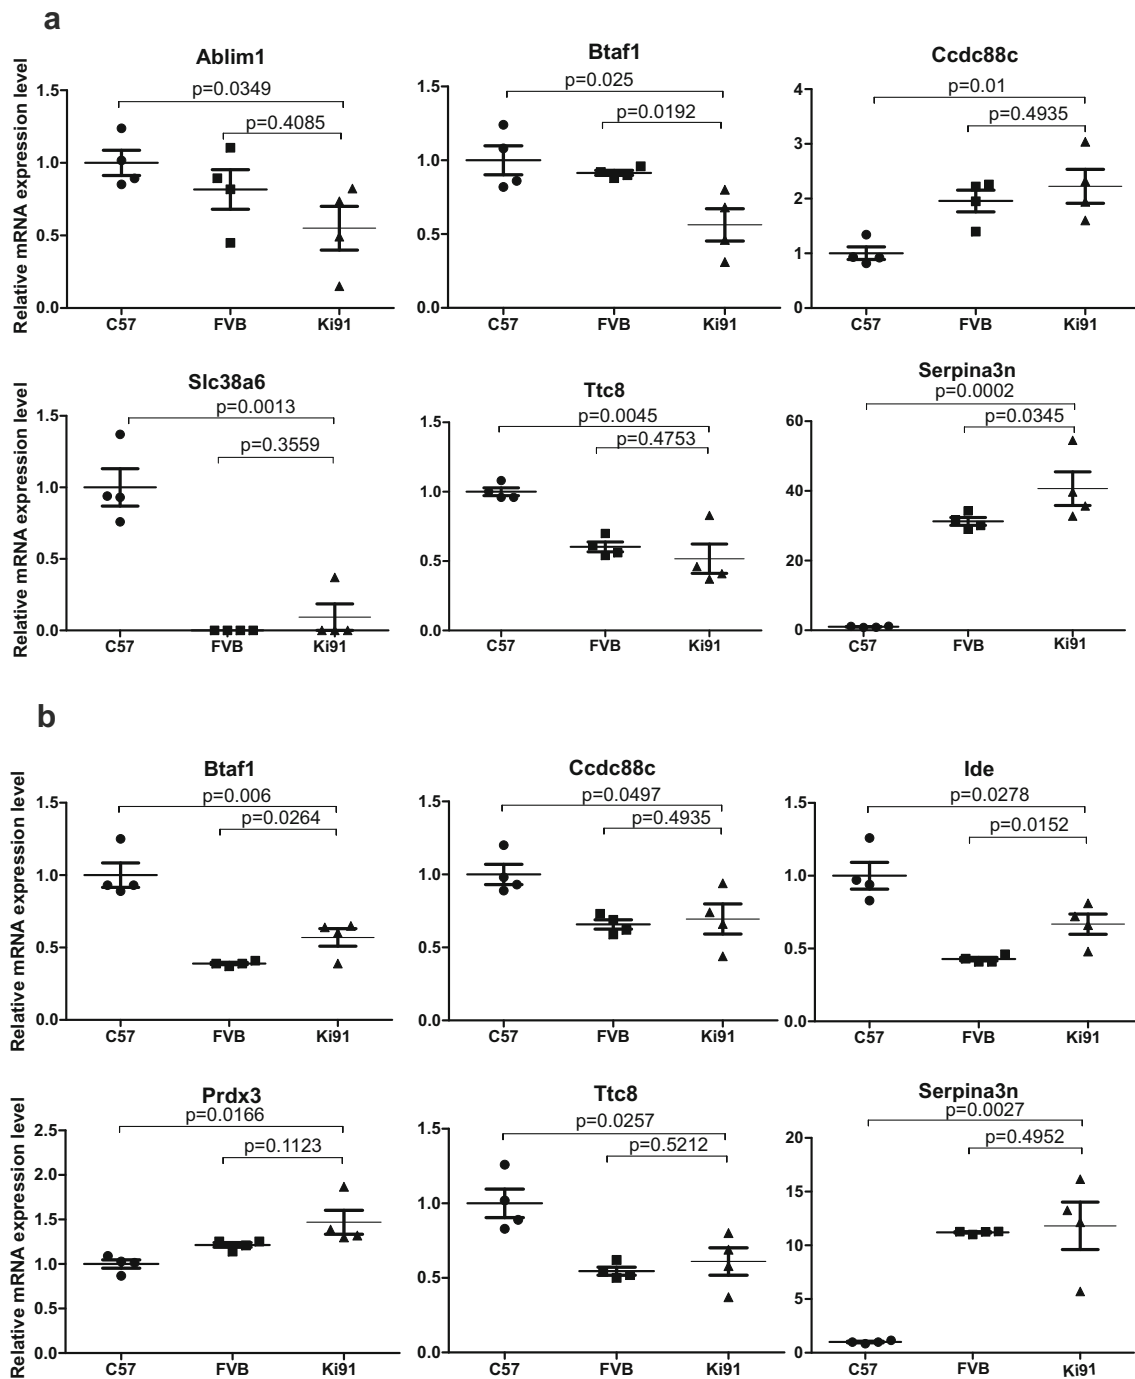 a
Ablim1
Btaf1
Ccdc88c
Relative mRNA expression level
1.5
1.0
0.5
0.0
p=0.0349
p=0.4085
C57
FVB
Ki91
1.5
1.0
0.5
0.0
p=0.025
p=0.0192
C57
FVB
Ki91
4
3
2
1
0
p=0.01
p=0.4935
C57
FVB
Ki91
Slc38a6
Ttc8
Serpina3n
Relative mRNA expression level
1.5
1.0
0.5
0.0
p=0.0013
p=0.3559
C57
FVB
Ki91
1.5
1.0
0.5
0.0
p=0.0045
p=0.4753
C57
FVB
Ki91
60
40
20
0
p=0.0002
p=0.0345
C57
FVB
Ki91
b
Btaf1
Ccdc88c
Ide
Relative mRNA expression level
1.5
1.0
0.5
0.0
p=0.006
p=0.0264
C57
FVB
Ki91
1.5
1.0
0.5
0.0
p=0.0497
p=0.4935
C57
FVB
Ki91
1.5
1.0
0.5
0.0
p=0.0278
p=0.0152
C57
FVB
Ki91
Prdx3
Ttc8
Serpina3n
Relative mRNA expression level
2.5
2.0
1.5
1.0
0.5
0.0
p=0.0166
p=0.1123
C57
FVB
Ki91
1.5
1.0
0.5
0.0
p=0.0257
p=0.5212
C57
FVB
Ki91
20
15
10
5
0
p=0.0027
p=0.4952
C57
FVB
Ki91